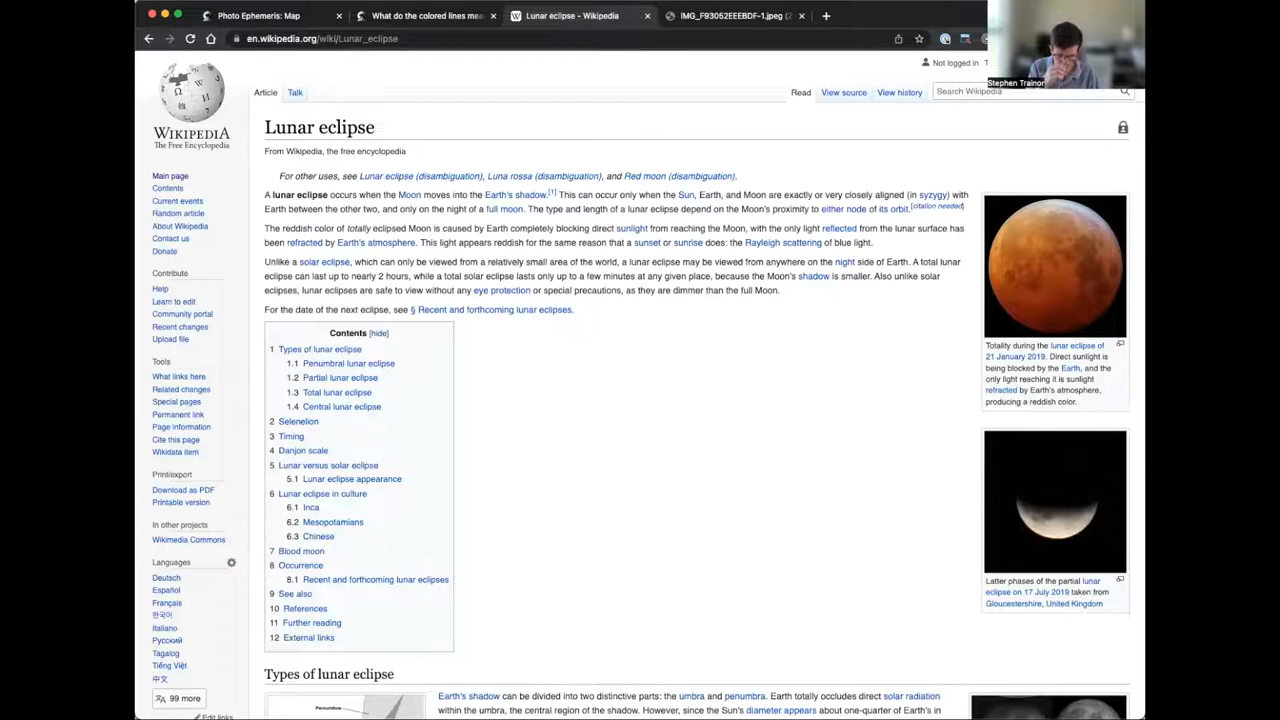 Photo Ephemeris: Map
What do the colored lines mea
Lunar eclipse - Wikipedia
IMG_F93052EEEBDF-1.jpeg (2
en.wikipedia.org/wiki/Lunar_eclipse
Stephen Trainor
Not logged in
WIKIPEDIA
The Free Encyclopedia
Main page
Contents
Current events
Random article
About Wikipedia
Contact us
Donate
Contribute
Help
Learn to edit
Community portal
Recent changes
Upload file
Tools
What links here
Related changes
Special pages
Permanent link
Page information
Cite this page
Wikidata item
Print/export
Download as PDF
Printable version
In other projects
Wikimedia Commons
Languages
Deutsch
Español
Français
한국어
Italiano
Русский
Tagalog
Tiếng Việt
中文
99 more
Edit links
Article Talk
Read View source View history Search Wikipedia
Lunar eclipse
From Wikipedia, the free encyclopedia
For other uses, see Lunar eclipse (disambiguation), Luna rossa (disambiguation), and Red moon (disambiguation).
A lunar eclipse occurs when the Moon moves into the Earth's shadow.[1] This can occur only when the Sun, Earth, and Moon are exactly or very closely aligned (in syzygy) with
Earth between the other two, and only on the night of a full moon. The type and length of a lunar eclipse depend on the Moon's proximity to either node of its orbit.[citation needed]
The reddish color of totally eclipsed Moon is caused by Earth completely blocking direct sunlight from reaching the Moon, with the only light reflected from the lunar surface has
been refracted by Earth's atmosphere. This light appears reddish for the same reason that a sunset or sunrise does: the Rayleigh scattering of blue light.
Unlike a solar eclipse, which can only be viewed from a relatively small area of the world, a lunar eclipse may be viewed from anywhere on the night side of Earth. A total lunar
eclipse can last up to nearly 2 hours, while a total solar eclipse lasts only up to a few minutes at any given place, because the Moon's shadow is smaller. Also unlike solar
eclipses, lunar eclipses are safe to view without any eye protection or special precautions, as they are dimmer than the full Moon.
For the date of the next eclipse, see § Recent and forthcoming lunar eclipses.
Contents [hide]
1 Types of lunar eclipse
1.1 Penumbral lunar eclipse
1.2 Partial lunar eclipse
1.3 Total lunar eclipse
1.4 Central lunar eclipse
2 Selenelion
3 Timing
4 Danjon scale
5 Lunar versus solar eclipse
5.1 Lunar eclipse appearance
6 Lunar eclipse in culture
6.1 Inca
6.2 Mesopotamians
6.3 Chinese
7 Blood moon
8 Occurrence
8.1 Recent and forthcoming lunar eclipses
9 See also
10 References
11 Further reading
12 External links
Totality during the lunar eclipse of
21 January 2019. Direct sunlight is
being blocked by the Earth, and the
only light reaching it is sunlight
refracted by Earth's atmosphere,
producing a reddish color.
Latter phases of the partial lunar
eclipse on 17 July 2019 taken from
Gloucestershire, United Kingdom
Types of lunar eclipse
Penumbra
Earth's shadow can be divided into two distinctive parts: the umbra and penumbra. Earth totally occludes direct solar radiation
within the umbra, the central region of the shadow. However, since the Sun's diameter appears about one-quarter of Earth's in